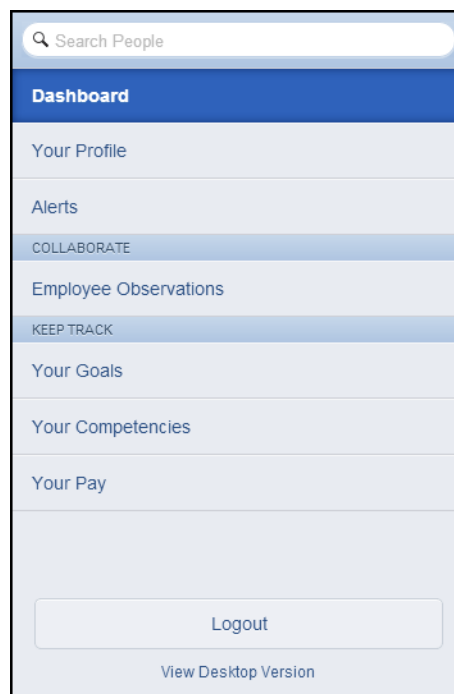 Search People
Dashboard
Your Profile
Alerts
COLLABORATE
Employee Observations
KEEP TRACK
Your Goals
Your Competencies
Your Pay
Logout
View Desktop Version